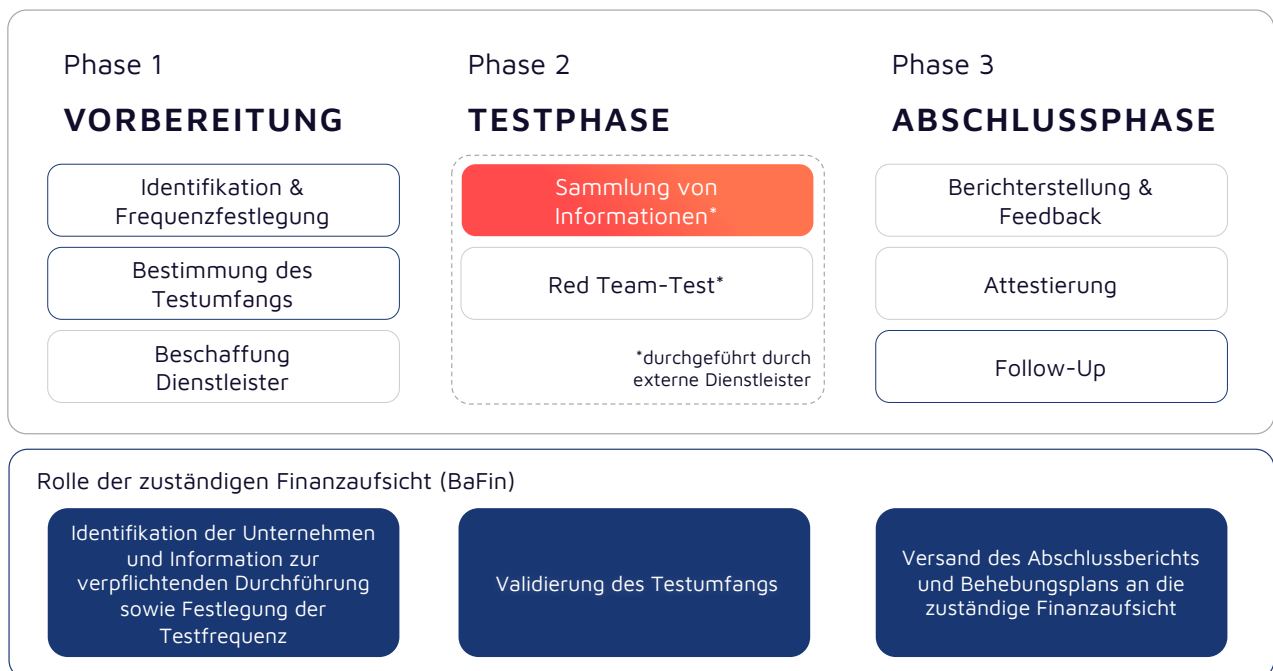 Phase 1
VORBEREITUNG
Identifikation &
Frequenzfestlegung
Bestimmung des
Testumfangs
Beschaffung
Dienstleister
Phase 2
TESTPHASE
Sammlung von
Informationen*
Red Team-Test*
*durchgeführt durch
externe Dienstleister
Phase 3
ABSCHLUSSPHASE
Berichterstellung &
Feedback
Attestierung
Follow-Up
Rolle der zuständigen Finanzaufsicht (BaFin)
Identifikation der Unternehmen
und Information zur
verpflichtenden Durchführung
sowie Festlegung der
Testfrequenz
Validierung des Testumfangs
Versand des Abschlussberichts
und Behebungsplans an die
zuständige Finanzaufsicht